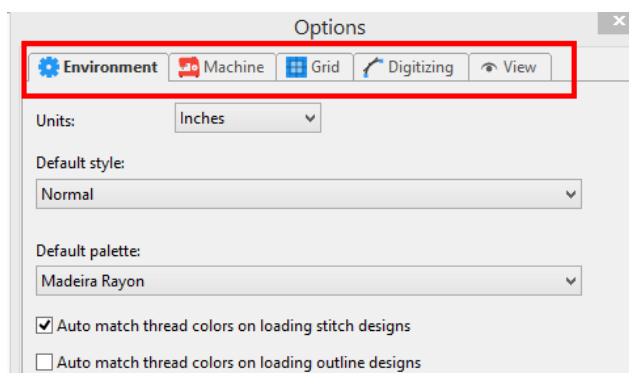 Options
Environment Machine Grid Digitizing View
Units: Inches
Default style:
Normal
Default palette:
Madeira Rayon
Auto match thread colors on loading stitch designs
Auto match thread colors on loading outline designs